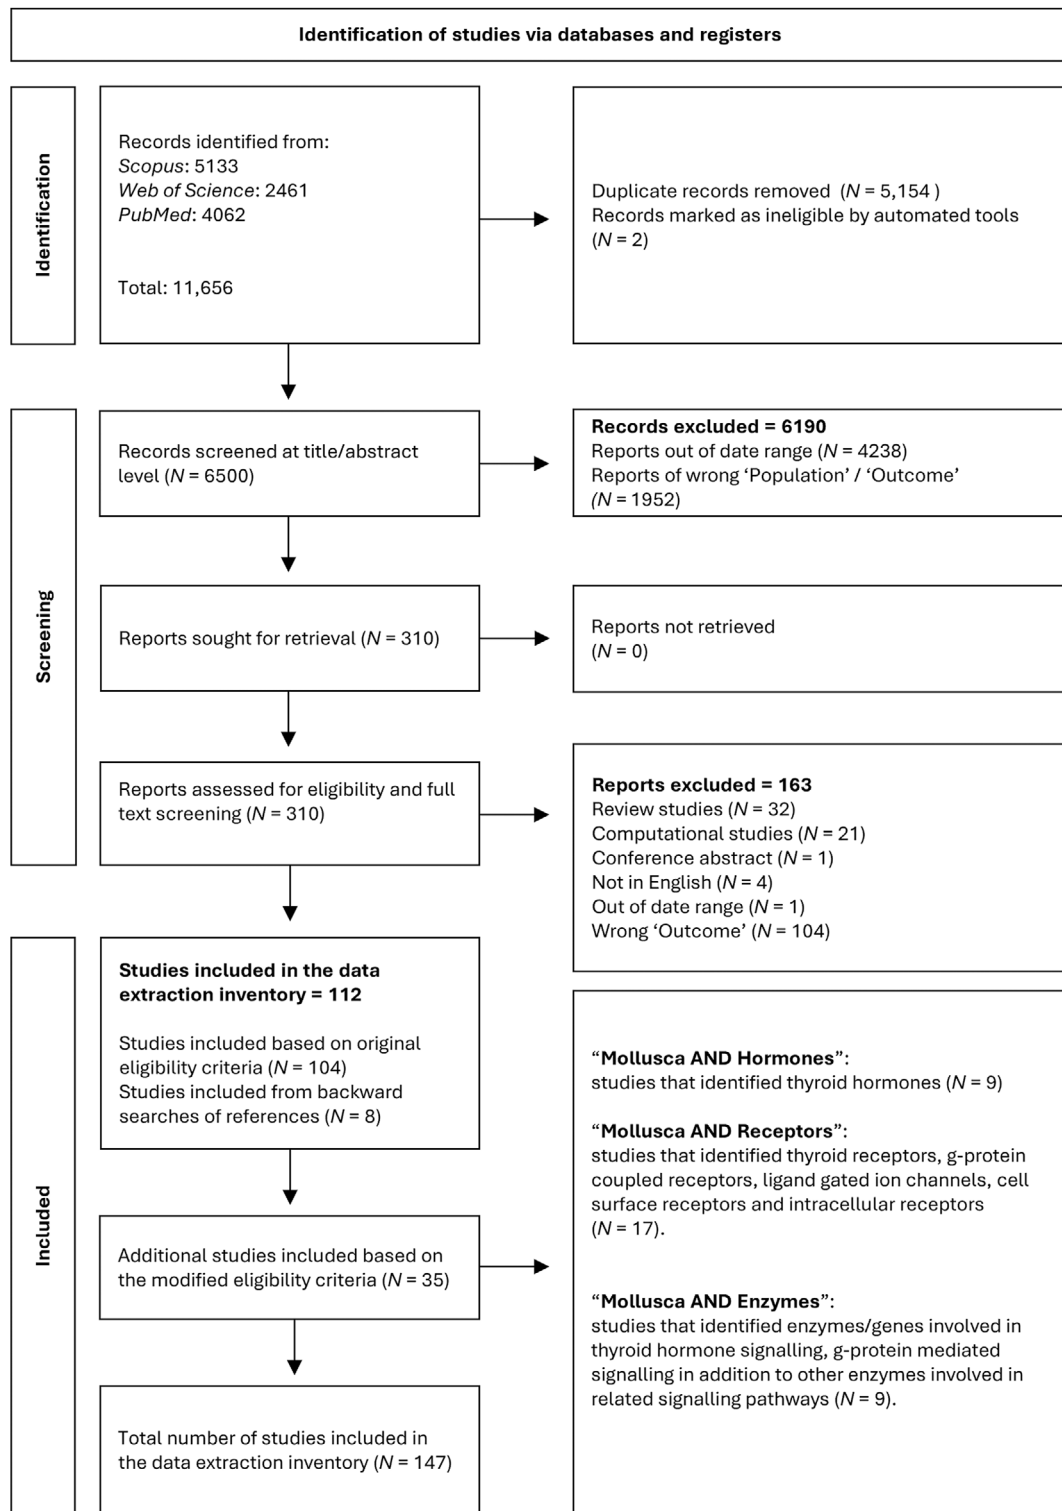 Identification of studies via databases and registers
Identification
Records identified from:
Scopus: 5133
Web of Science: 2461
PubMed: 4062
Total: 11,656
Duplicate records removed (N = 5,154 )
Records marked as ineligible by automated tools
(N = 2)
Screening
Records screened at title/abstract
level (N = 6500)
Records excluded = 6190
Reports out of date range (N = 4238)
Reports of wrong ‘Population’ / ‘Outcome’
(N = 1952)
Reports sought for retrieval (N = 310)
Reports not retrieved
(N = 0)
Reports assessed for eligibility and full
text screening (N = 310)
Reports excluded = 163
Review studies (N = 32)
Computational studies (N = 21)
Conference abstract (N = 1)
Not in English (N = 4)
Out of date range (N = 1)
Wrong ‘Outcome’ (N = 104)
Included
Studies included in the data
extraction inventory = 112
Studies included based on original
eligibility criteria (N = 104)
Studies included from backward
searches of references (N = 8)
Additional studies included based on
the modified eligibility criteria (N = 35)
“Mollusca AND Hormones”:
studies that identified thyroid hormones (N = 9)
“Mollusca AND Receptors”:
studies that identified thyroid receptors, g-protein
coupled receptors, ligand gated ion channels, cell
surface receptors and intracellular receptors
(N = 17).
“Mollusca AND Enzymes”:
studies that identified enzymes/genes involved in
thyroid hormone signalling, g-protein mediated
signalling in addition to other enzymes involved in
related signalling pathways (N = 9).
Total number of studies included in
the data extraction inventory (N = 147)